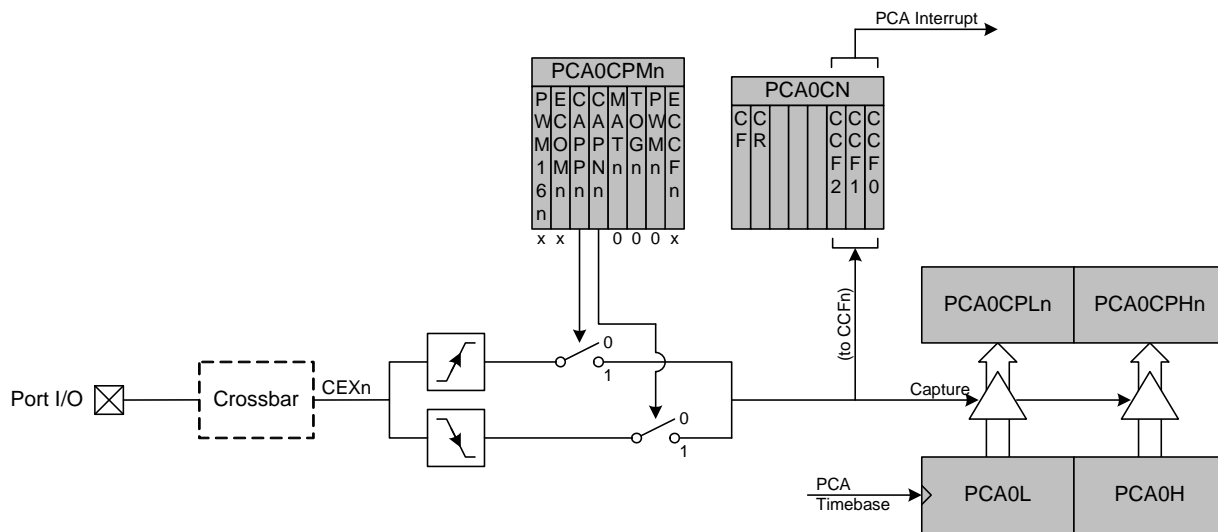 PCA Interrupt
PCA0CPMn
PWM16n
ECOMn
CAPPn
CAPNn
MATn
TOGn
PWMn
ECCFn
x x 0 0 0 x
PCA0CN
CF
CR
CCF2
CCF1
CCF0
(to CCFn)
PCA0CPLn
PCA0CPHn
0
1
0
1
Port I/O
Crossbar
CEXn
Capture
PCA
Timebase
PCA0L
PCA0H